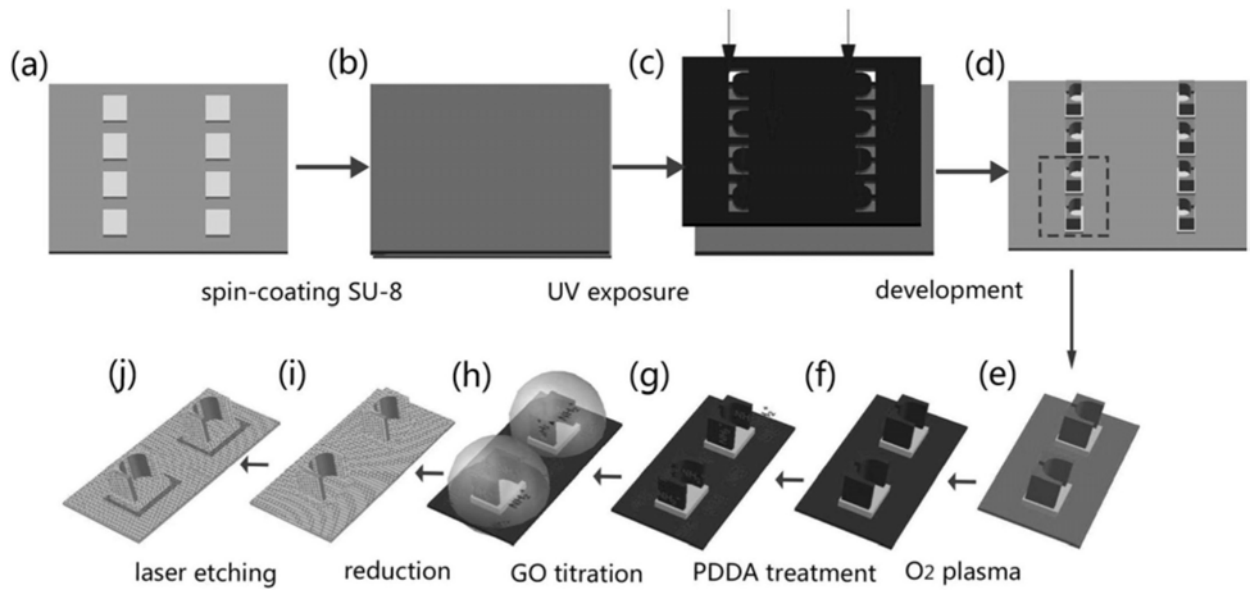 (a)
(b)
(c)
(d)
spin-coating SU-8
UV exposure
development
(j)
(i)
(h)
(g)
(f)
(e)
laser etching
reduction
GO titration
PDDA treatment
O2 plasma